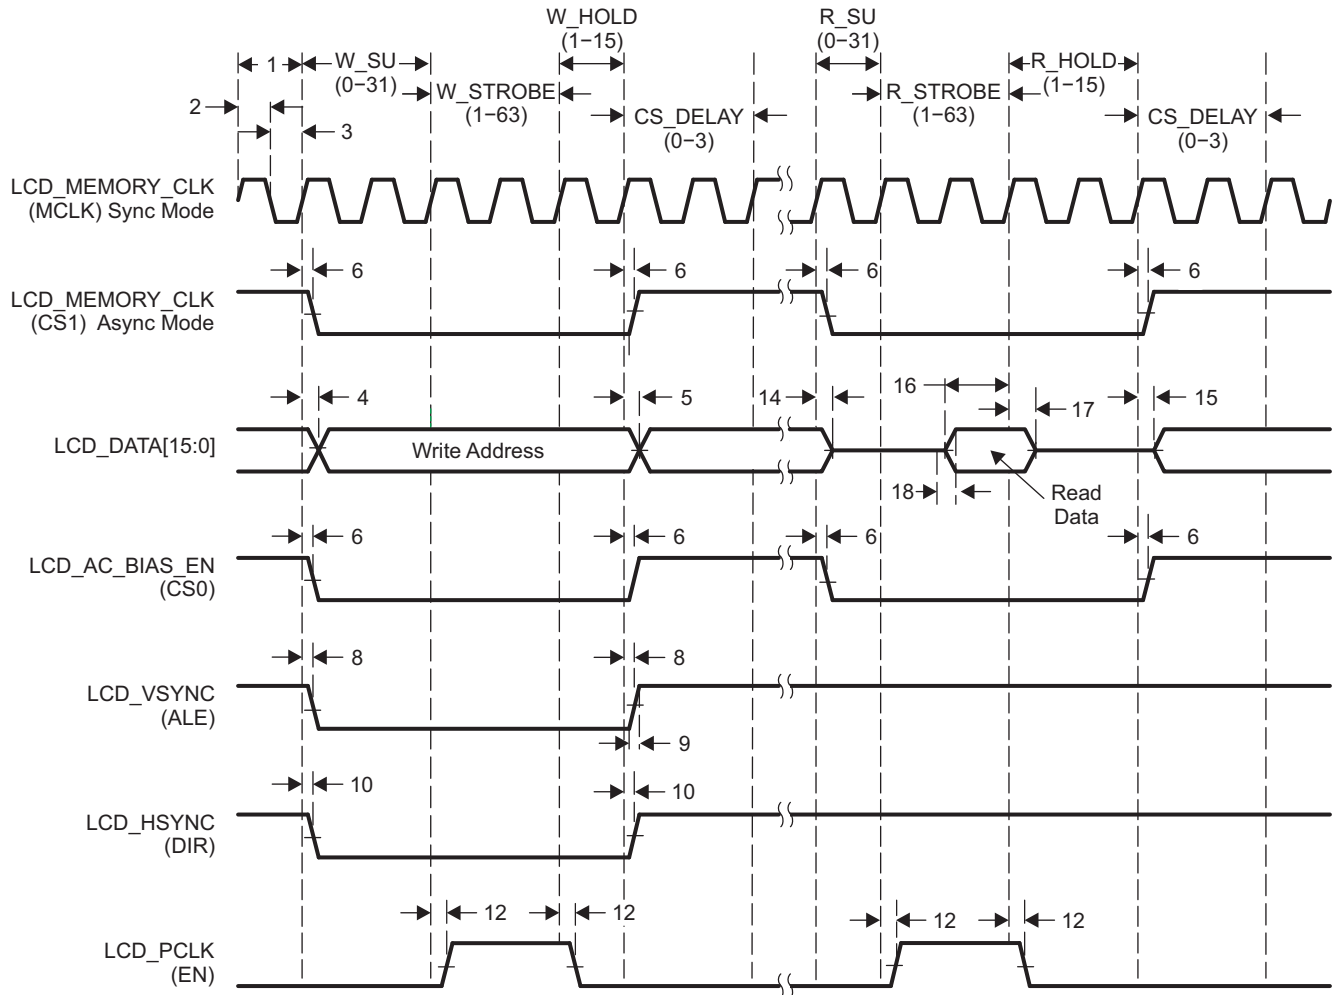 W_HOLD
(1−15)
R_SU
(0−31)
1
W_SU
(0−31)
R_HOLD
(1−15)
2
W_STROBE
(1−63)
R_STROBE
(1−63)
3
CS_DELAY
(0−3)
CS_DELAY
(0−3)
LCD_MEMORY_CLK
(MCLK) Sync Mode
6 6 6 6
LCD_MEMORY_CLK
(CS1) Async Mode
4 5 14 16 17 15
LCD_DATA[15:0]
Write Address
18
Read
Data
6 6 6 6
LCD_AC_BIAS_EN
(CS0)
8 8
LCD_VSYNC
(ALE)
9
10 10
LCD_HSYNC
(DIR)
12 12 12 12
LCD_PCLK
(EN)